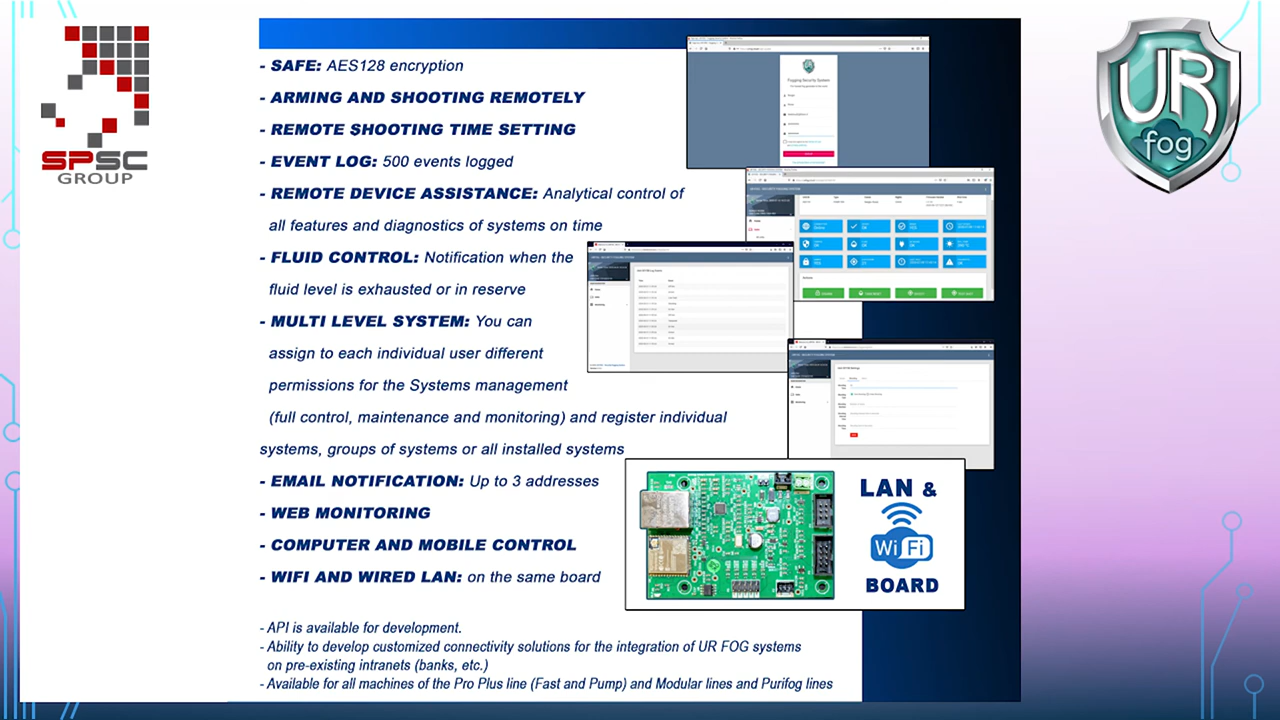 SPSC
GROUP
- SAFE: AES128 encryption
- ARMING AND SHOOTING REMOTELY
- REMOTE SHOOTING TIME SETTING
- EVENT LOG: 500 events logged
- REMOTE DEVICE ASSISTANCE: Analytical control of
all features and diagnostics of systems on time
- FLUID CONTROL: Notification when the
fluid level is exhausted or in reserve
- MULTI LEVEL SYSTEM: You can
assign to each individual user different
permissions for the Systems management
(full control, maintenence and monitoring) and register individual
systems, groups of systems or all installed systems
- EMAIL NOTIFICATION: Up to 3 addresses
- WEB MONITORING
- COMPUTER AND MOBILE CONTROL
- WIFI AND WIRED LAN: on the same board
- API is available for development.
- Ability to develop customized connectivity solutions for the integration of UR FOG systems
on pre-existing intranets (banks, etc.)
- Available for all machines of the Pro Plus line (Fast and Pump) and Modular lines and Purifog lines
Fogging Security System
LAN &
WiFi
BOARD
UR
fog